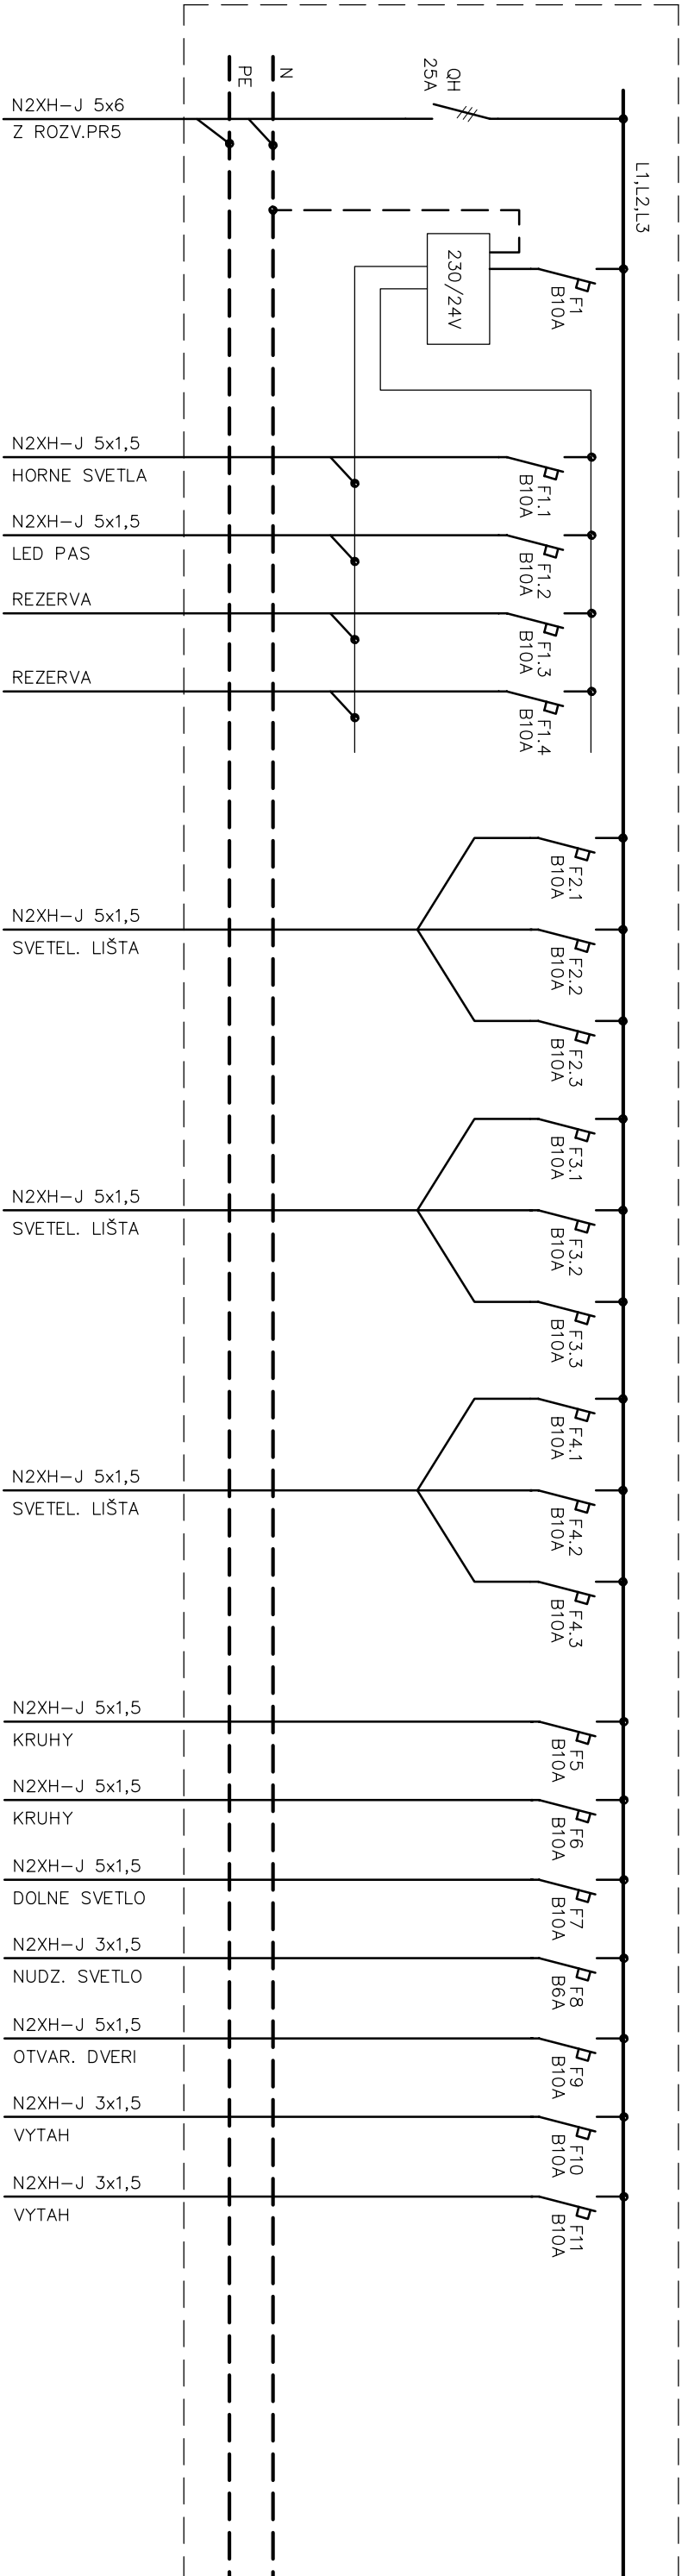 N
PE
QH
25A
N2XH-J 5x6
Z ROZV.PR5
L1,L2,L3
230/24V
F1
B10A
N2XH-J 5x1,5
HORNE SVETLA
F1.1
B10A
N2XH-J 5x1,5
LED PAS
F1.2
B10A
REZERVA
F1.3
B10A
REZERVA
F1.4
B10A
F2.1
B10A
N2XH-J 5x1,5
SVETEL. LIŠTA
F2.2
B10A
F2.3
B10A
F3.1
B10A
N2XH-J 5x1,5
SVETEL. LIŠTA
F3.2
B10A
F3.3
B10A
F4.1
B10A
N2XH-J 5x1,5
SVETEL. LIŠTA
F4.2
B10A
F4.3
B10A
N2XH-J 5x1,5
KRUHY
F5
B10A
N2XH-J 5x1,5
KRUHY
F6
B10A
N2XH-J 5x1,5
DOLNE SVETLO
F7
B10A
N2XH-J 3x1,5
NUDZ. SVETLO
F8
B6A
N2XH-J 5x1,5
OTVAR. DVERI
F9
B10A
N2XH-J 3x1,5
VYTAH
F10
B10A
N2XH-J 3x1,5
VYTAH
F11
B10A